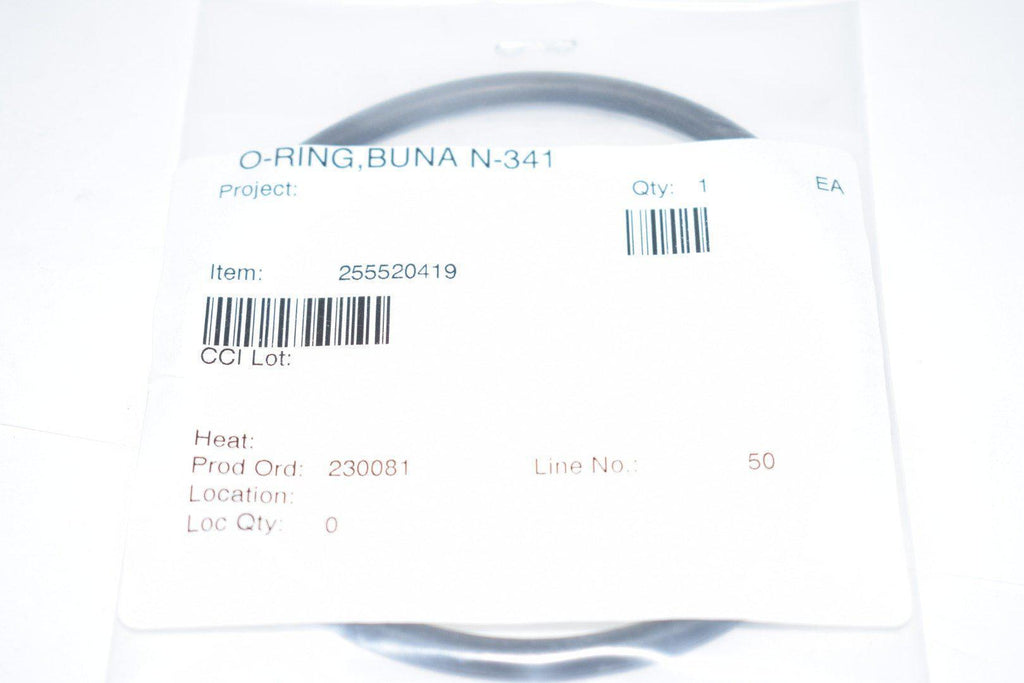 O-RING,BUNA N-341
Project: Qty: 1 EA
Item: 255520419
CCI Lot:
Heat:
Prod Ord: 230081 Line No.: 50
Location:
Loc Qty: 0